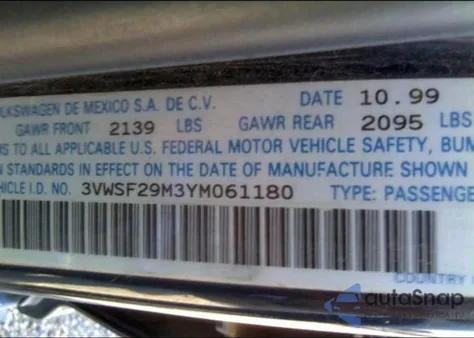 OLKSWAGEN DE MEXICO S.A. DE C.V. DATE 10.99
GAWR FRONT 2139 LBS GAWR REAR 2095 LBS
S TO ALL APPLICABLE U.S. FEDERAL MOTOR VEHICLE SAFETY, BUM
N STANDARDS IN EFFECT ON THE DATE OF MANUFACTURE SHOWN
HICLE I.D. NO. 3VWSF29M3YM061180 TYPE: PASSENGE
COUNTRY
autoSnap